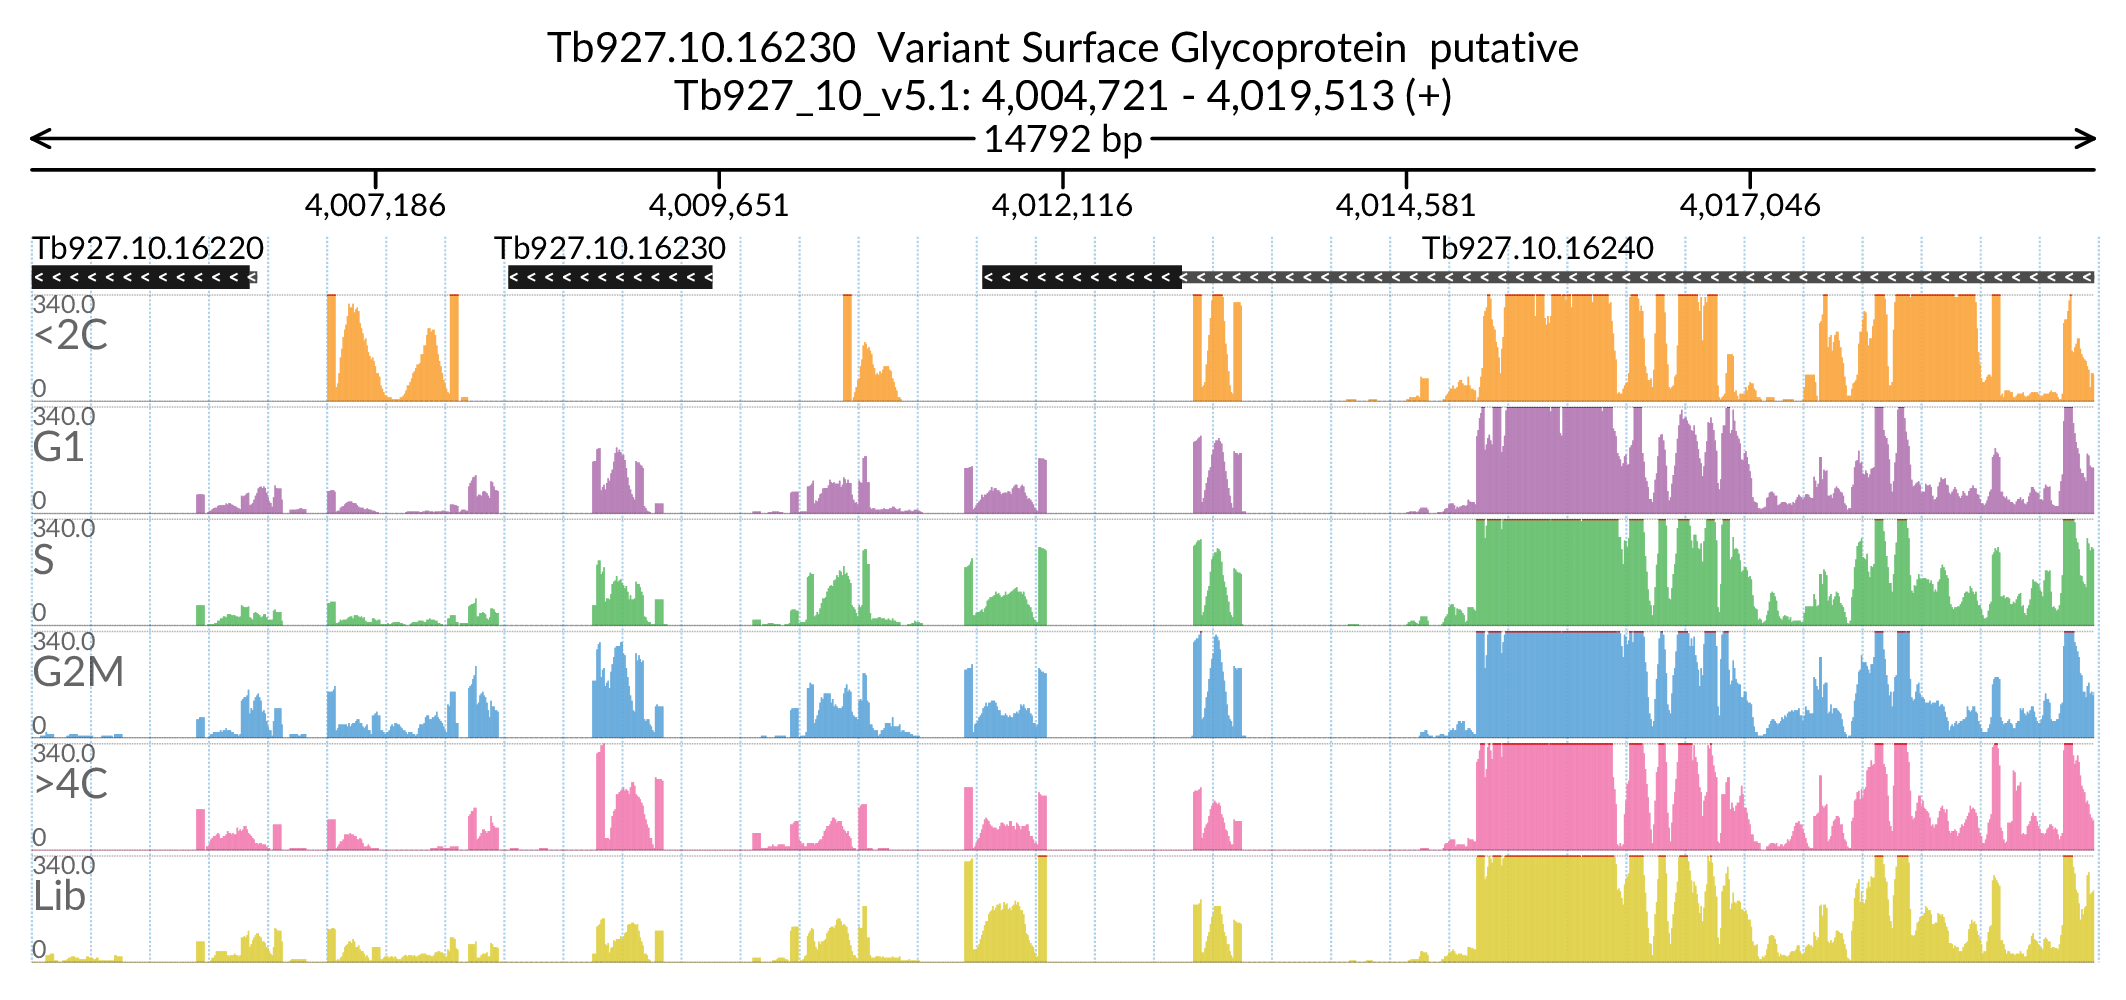 Tb927.10.16230  Variant Surface Glycoprotein  putative
Tb927_10_v5.1: 4,004,721 - 4,019,513 (+)
14792 bp
4,007,186 4,009,651 4,012,116 4,014,581 4,017,046
Tb927.10.16220 Tb927.10.16230 Tb927.10.16240
340.0
<2C
0
340.0
G1
0
340.0
S
0
340.0
G2M
0
340.0
>4C
0
340.0
Lib
0